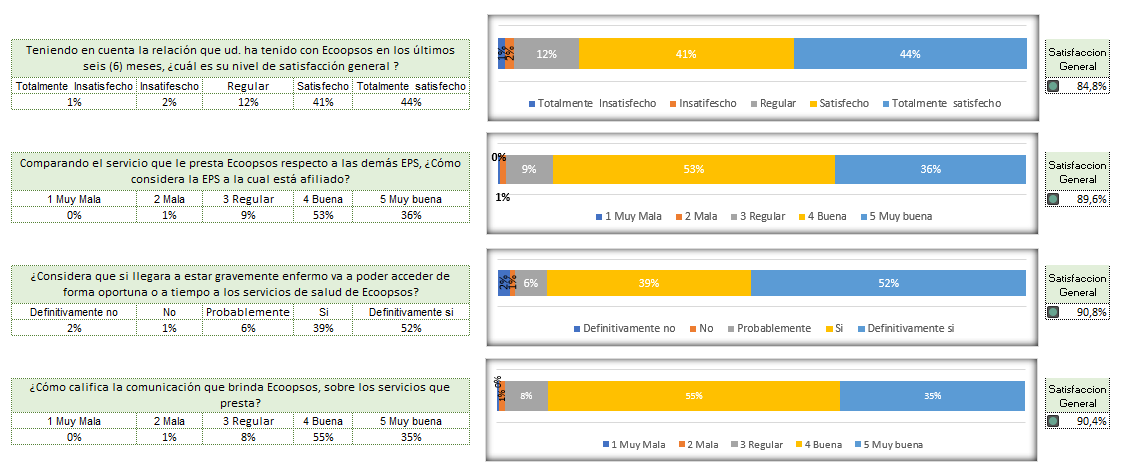 Teniendo en cuenta la relación que ud. ha tenido con Ecoopsos en los últimos
seis (6) meses, ¿cuál es su nivel de satisfacción general ?
Totalmente Insatisfecho Insatifescho Regular Satisfecho Totalmente satisfecho
1% 2% 12% 41% 44%
1% 2% 12% 41% 44%
Totalmente Insatisfecho Insatifescho Regular Satisfecho Totalmente satisfecho
Satisfaccion
General
84,8%
Comparando el servicio que le presta Ecoopsos respecto a las demás EPS, ¿Cómo
considera la EPS a la cual está afiliado?
1 Muy Mala 2 Mala 3 Regular 4 Buena 5 Muy buena
0% 1% 9% 53% 36%
0%
9% 53% 36%
1%
1 Muy Mala 2 Mala 3 Regular 4 Buena 5 Muy buena
Satisfaccion
General
89,6%
¿Considera que si llegara a estar gravemente enfermo va a poder acceder de
forma oportuna o a tiempo a los servicios de salud de Ecoopsos?
Definitivamente no No Probablemente Si Definitivamente si
2% 1% 6% 39% 52%
2% 1% 6% 39% 52%
Definitivamente no No Probablemente Si Definitivamente si
Satisfaccion
General
90,8%
¿Cómo califica la comunicación que brinda Ecoopsos, sobre los servicios que
presta?
1 Muy Mala 2 Mala 3 Regular 4 Buena 5 Muy buena
0% 1% 8% 55% 35%
0% 1% 8% 55% 35%
1 Muy Mala 2 Mala 3 Regular 4 Buena 5 Muy buena
Satisfaccion
General
90,4%